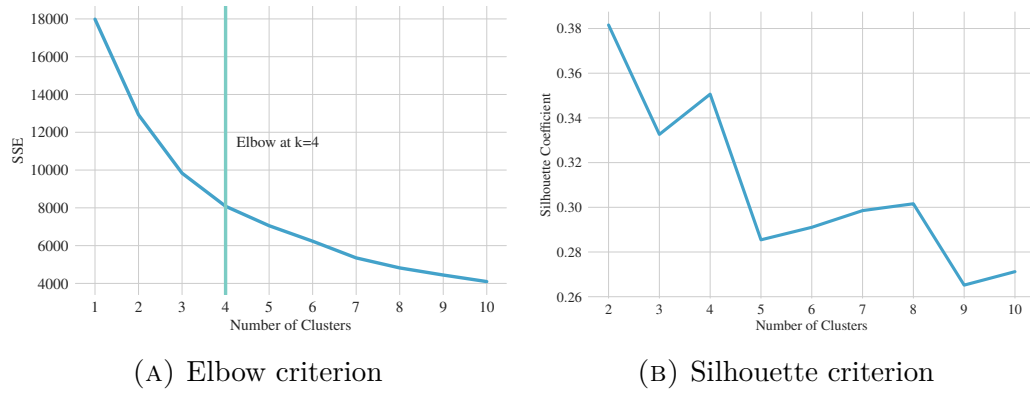 18000
16000
14000
12000
10000
8000
6000
4000
SSE
Elbow at k=4
1 2 3 4 5 6 7 8 9 10
Number of Clusters
(A) Elbow criterion
0.38
0.36
0.34
0.32
0.30
0.28
0.26
Silhouette Coefficient
2 3 4 5 6 7 8 9 10
Number of Clusters
(B) Silhouette criterion